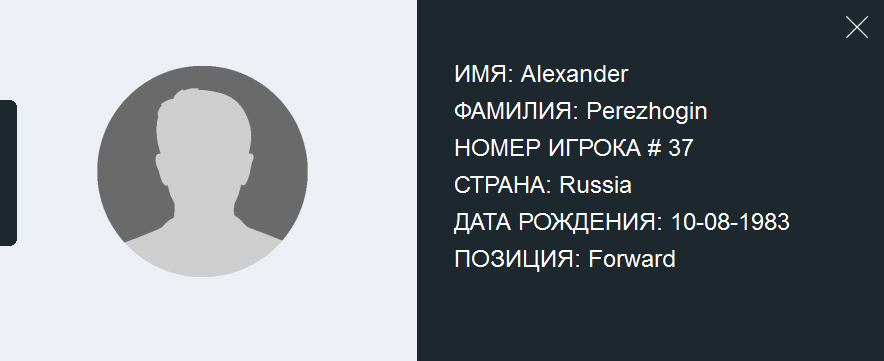 ИМЯ: Alexander
ФАМИЛИЯ: Perezhogin
НОМЕР ИГРОКА # 37
СТРАНА: Russia
ДАТА РОЖДЕНИЯ: 10-08-1983
ПОЗИЦИЯ: Forward